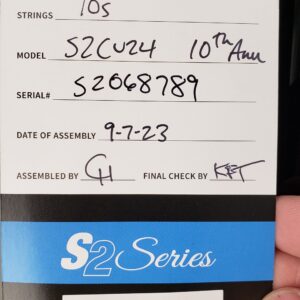 STRINGS 10s
MODEL S2CU24 10th Ann
SERIAL# S2068789
DATE OF ASSEMBLY 9-7-23
ASSEMBLED BY CH FINAL CHECK BY KFT
S2 Series